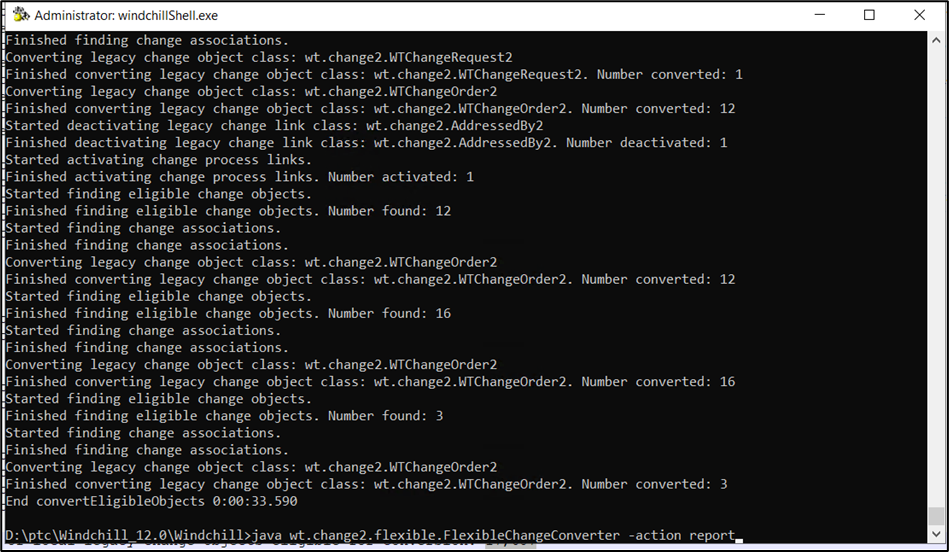 Administrator: windchillShell.exe
Finished finding change associations.
Converting legacy change object class: wt.change2.WTChangeRequest2
Finished converting legacy change object class: wt.change2.WTChangeRequest2. Number converted: 1
Converting legacy change object class: wt.change2.WTChangeOrder2
Finished converting legacy change object class: wt.change2.WTChangeOrder2. Number converted: 12
Started deactivating legacy change link class: wt.change2.AddressedBy2
Finished deactivating legacy change link class: wt.change2.AddressedBy2. Number deactivated: 1
Started activating change process links.
Finished activating change process links. Number activated: 1
Started finding eligible change objects.
Finished finding eligible change objects. Number found: 12
Started finding change associations.
Finished finding change associations.
Converting legacy change object class: wt.change2.WTChangeOrder2
Finished converting legacy change object class: wt.change2.WTChangeOrder2. Number converted: 12
Started finding eligible change objects.
Finished finding eligible change objects. Number found: 16
Started finding change associations.
Finished finding change associations.
Converting legacy change object class: wt.change2.WTChangeOrder2
Finished converting legacy change object class: wt.change2.WTChangeOrder2. Number converted: 16
Started finding eligible change objects.
Finished finding eligible change objects. Number found: 3
Started finding change associations.
Finished finding change associations.
Converting legacy change object class: wt.change2.WTChangeOrder2
Finished converting legacy change object class: wt.change2.WTChangeOrder2. Number converted: 3
End convertEligibleObjects 0:00:33.590
D:\ptc\Windchill_12.0\Windchill>java wt.change2.flexible.FlexibleChangeConverter -action report